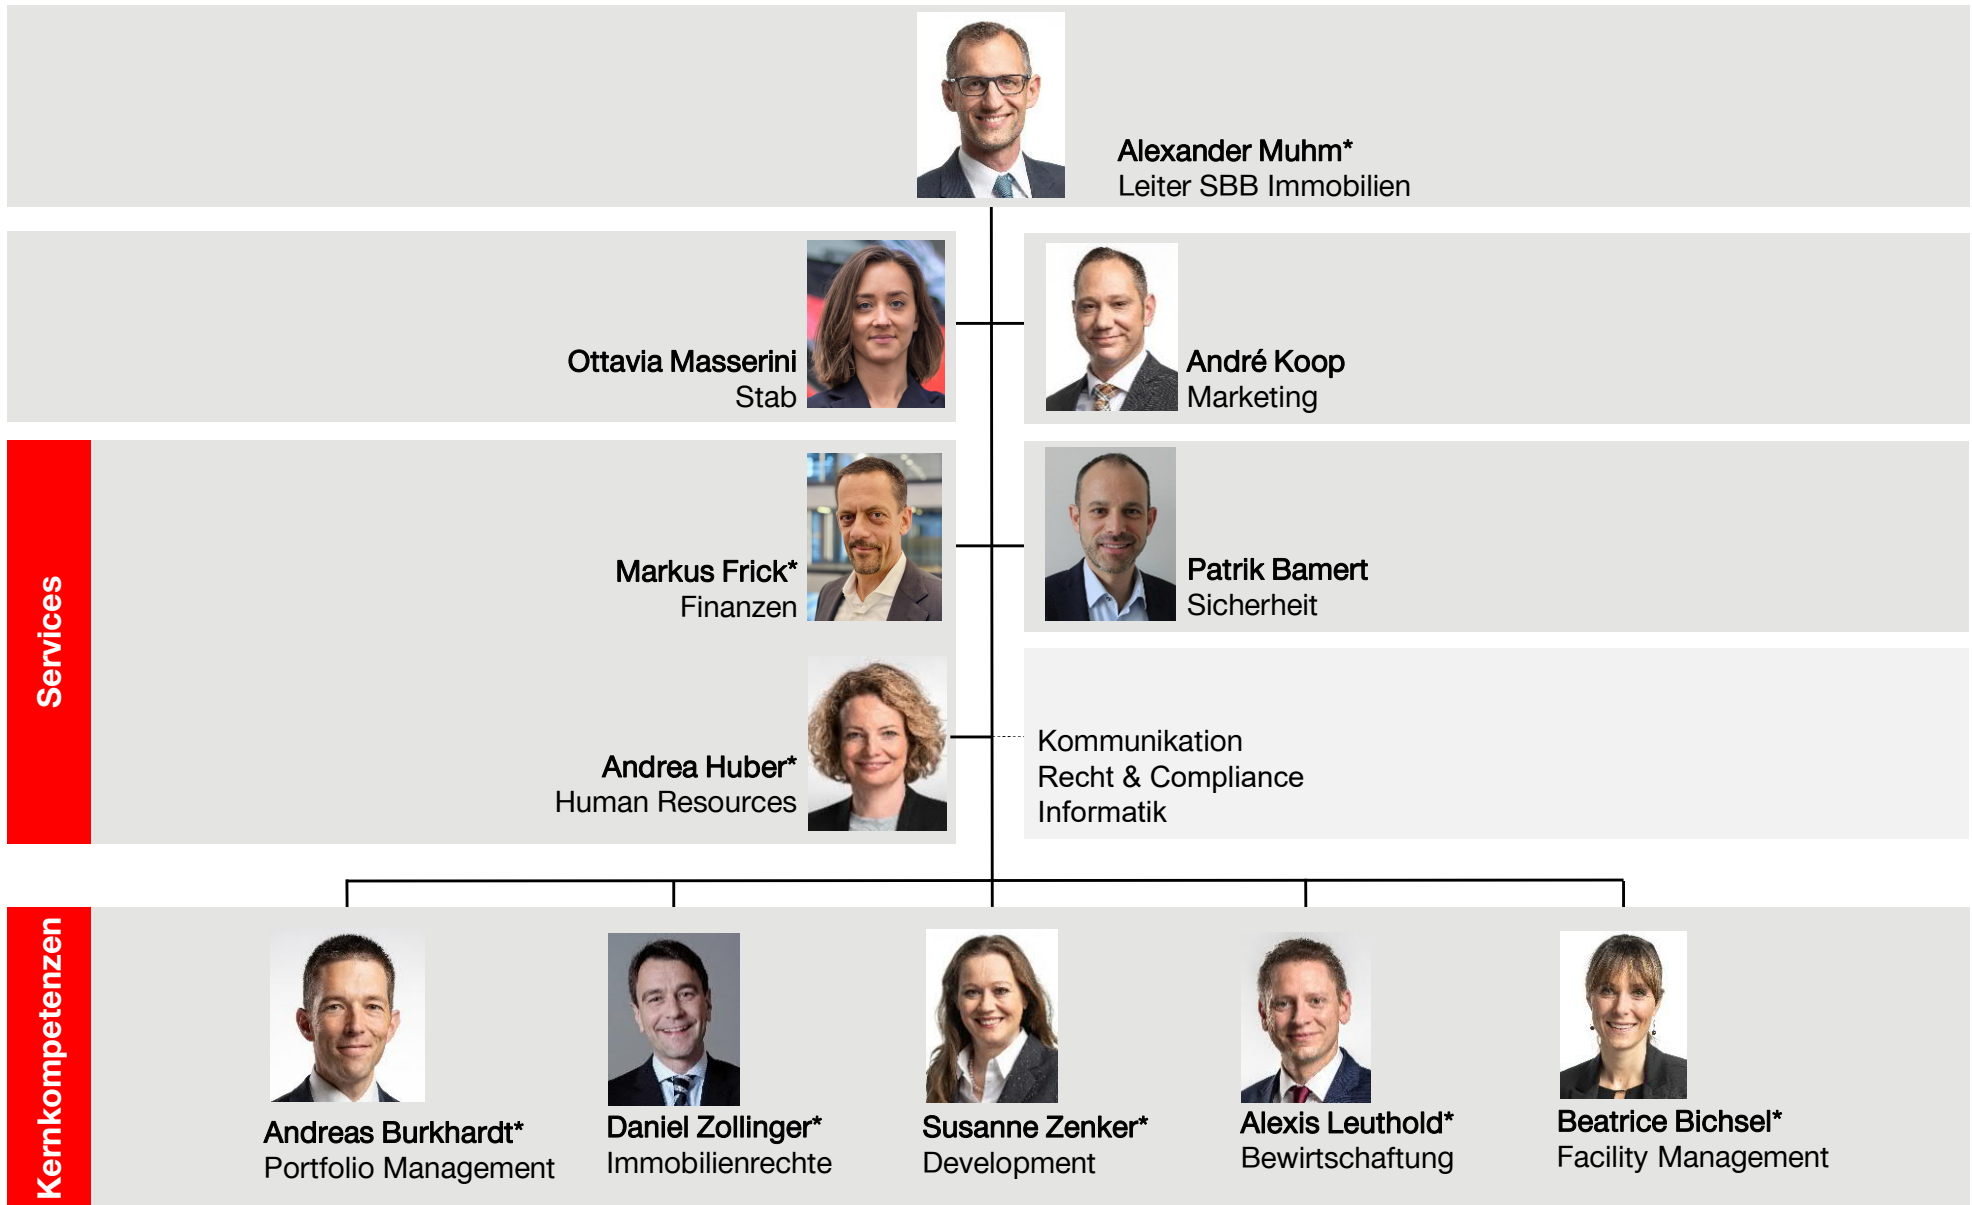 Alexander Muhm*
Leiter SBB Immobilien
Ottavia Masserini
Stab
André Koop
Marketing
Services
Markus Frick*
Finanzen
Patrik Bamert
Sicherheit
Andrea Huber*
Human Resources
Kommunikation
Recht & Compliance
Informatik
Kernkompetenzen
Andreas Burkhardt*
Portfolio Management
Daniel Zollinger*
Immobilienrechte
Susanne Zenker*
Development
Alexis Leuthold*
Bewirtschaftung
Beatrice Bichsel*
Facility Management